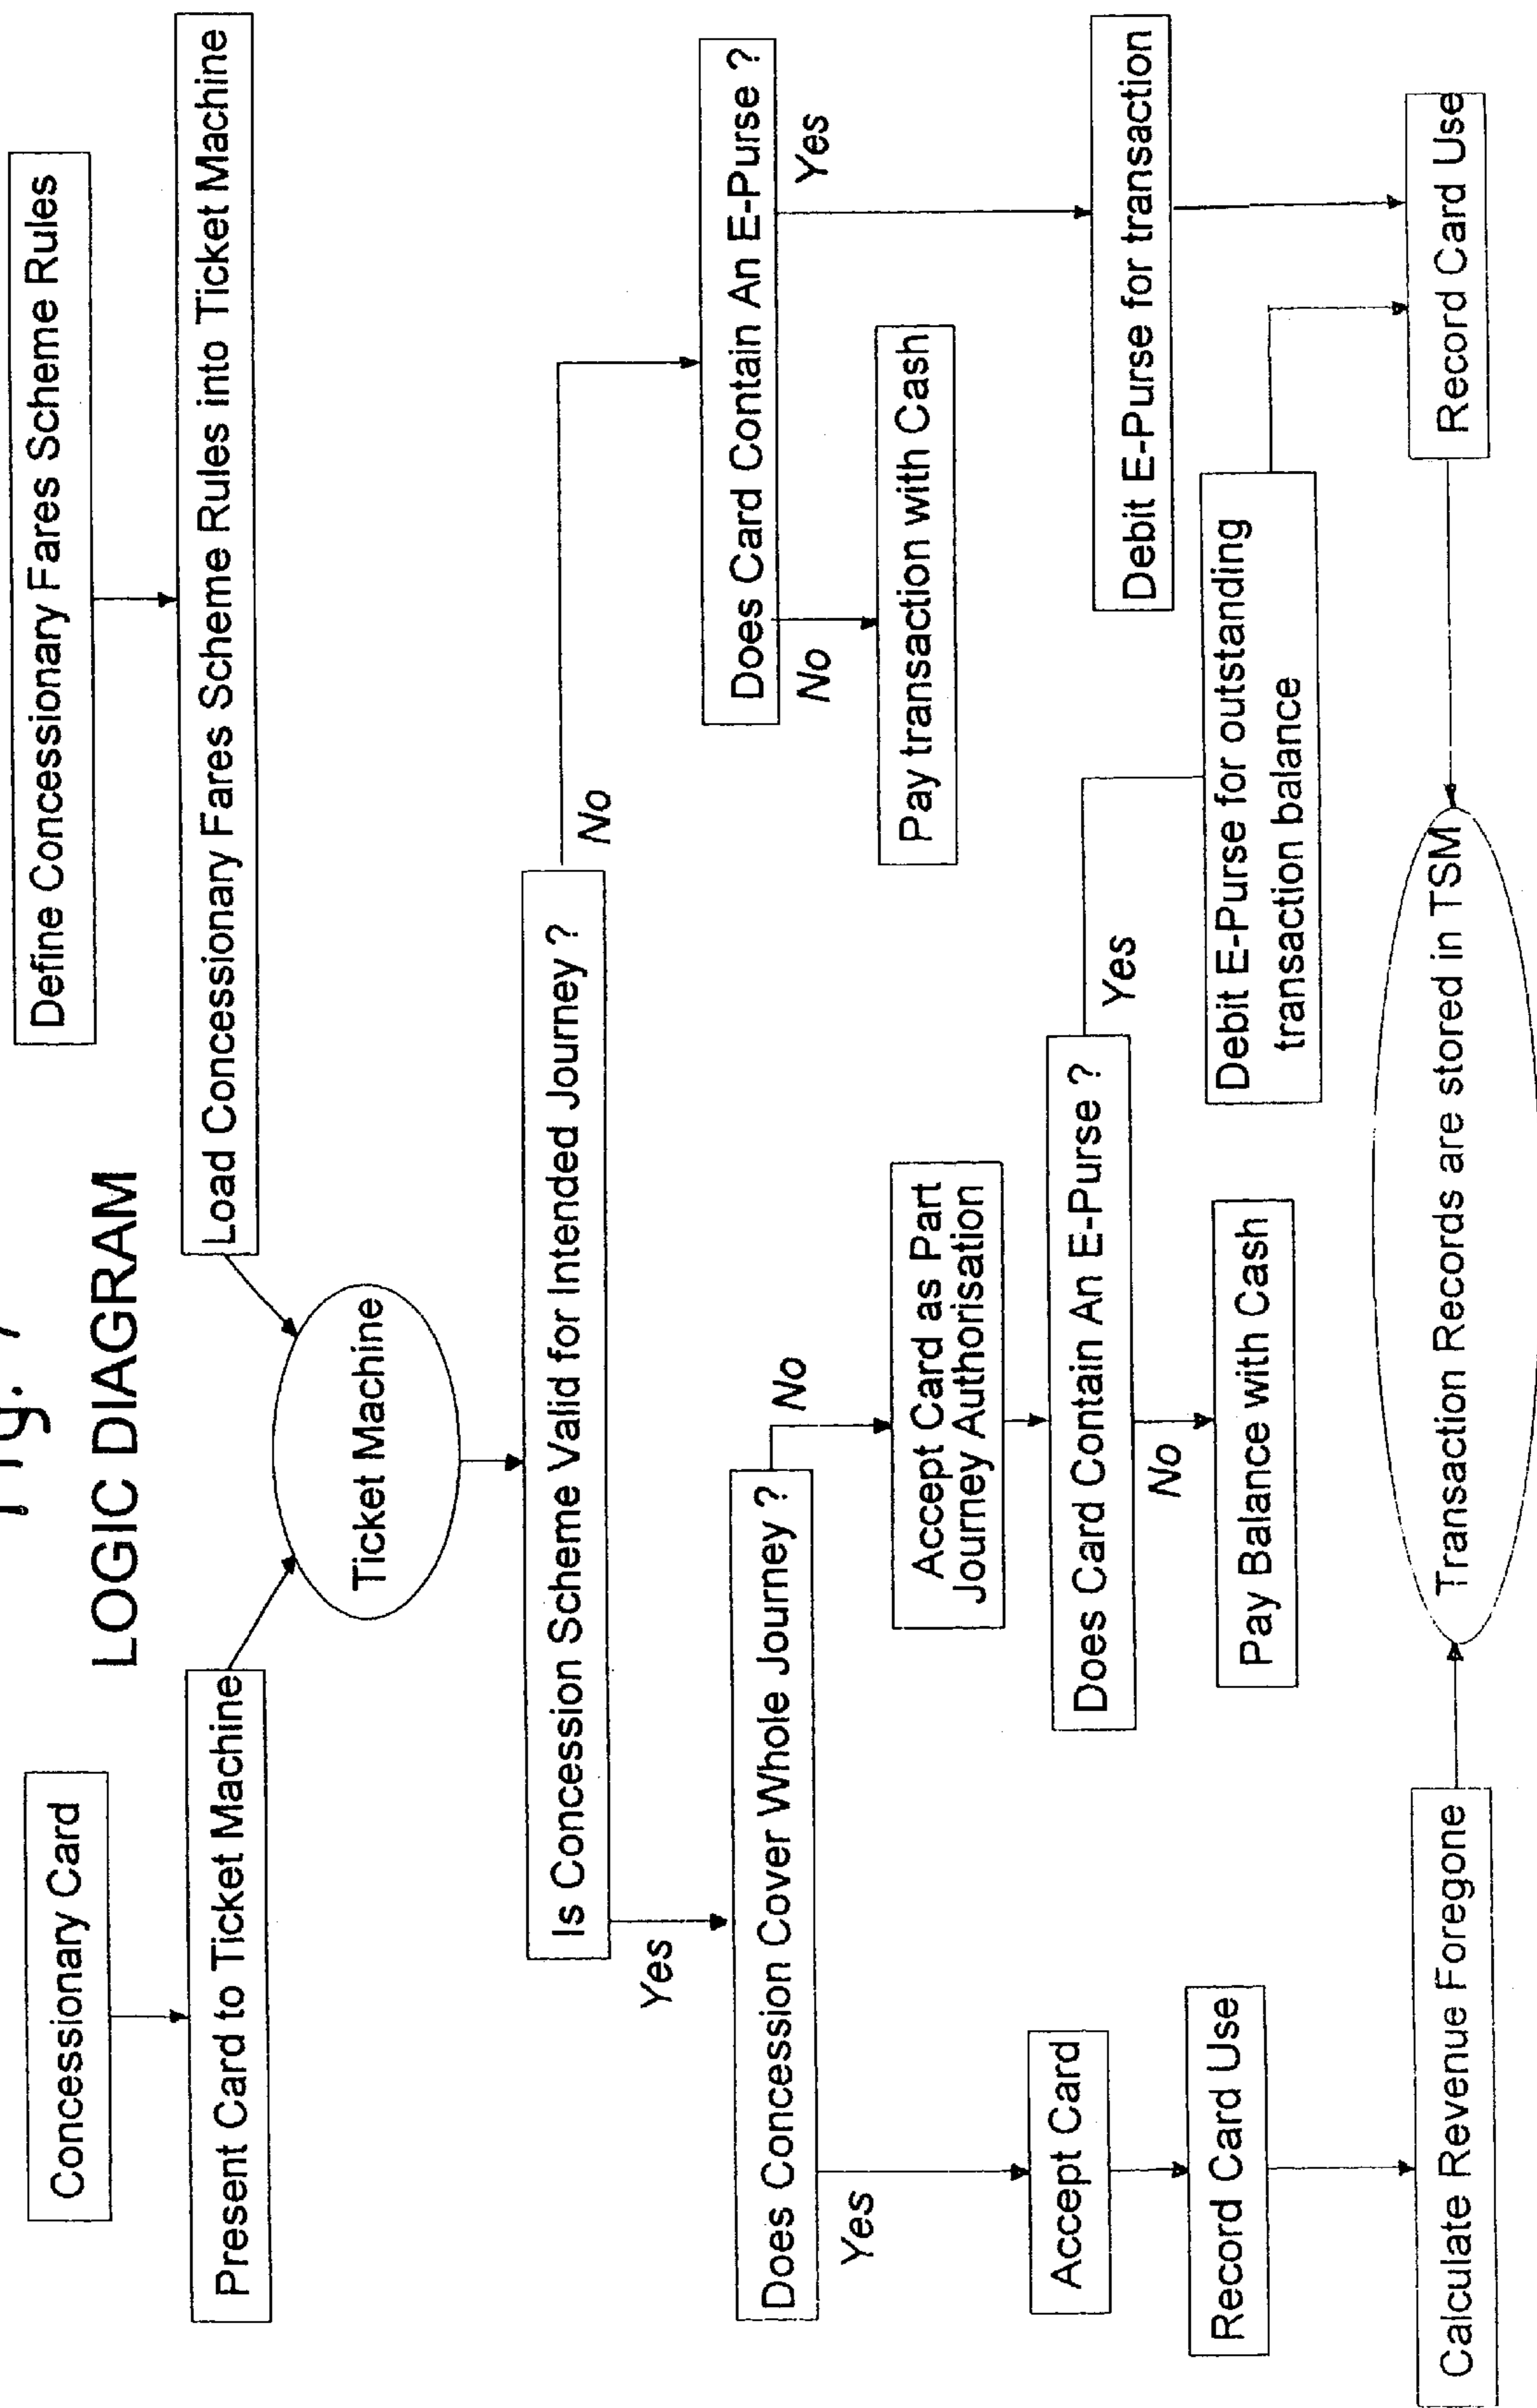 Fig. 7
LOGIC DIAGRAM
Concessionary Card
Define Concessionary Fares Scheme Rules
Present Card to Ticket Machine
Load Concessionary Fares Scheme Rules into Ticket Machine
Ticket Machine
Is Concession Scheme Valid for Intended Journey ?
Yes
No
Does Concession Cover Whole Journey ?
Does Card Contain An E-Purse ?
Yes
No
No
Yes
Accept Card as Part
Journey Authorisation
Pay transaction with Cash
Accept Card
Does Card Contain An E-Purse ?
Yes
No
Debit E-Purse for transaction
Record Card Use
Pay Balance with Cash
Debit E-Purse for outstanding
transaction balance
Calculate Revenue Foregone
Transaction Records are stored in TSM
Record Card Use